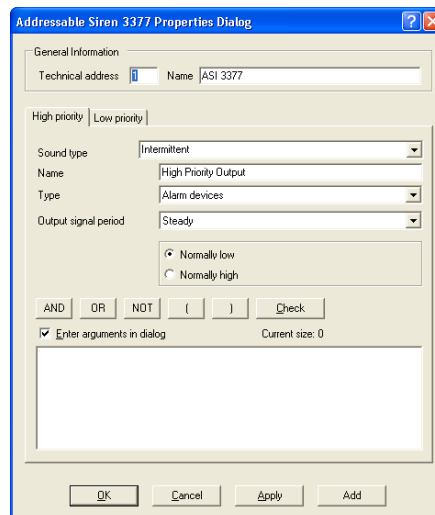 Addressable Siren 3377 Properties Dialog
General Information
Technical address 1 Name ASI 3377
High priority Low priority
Sound type Intermittent
Name High Priority Output
Type Alarm devices
Output signal period Steady
Normally low
Normally high
AND OR NOT ( ) Check
Enter arguments in dialog Current size: 0
OK Cancel Apply Add